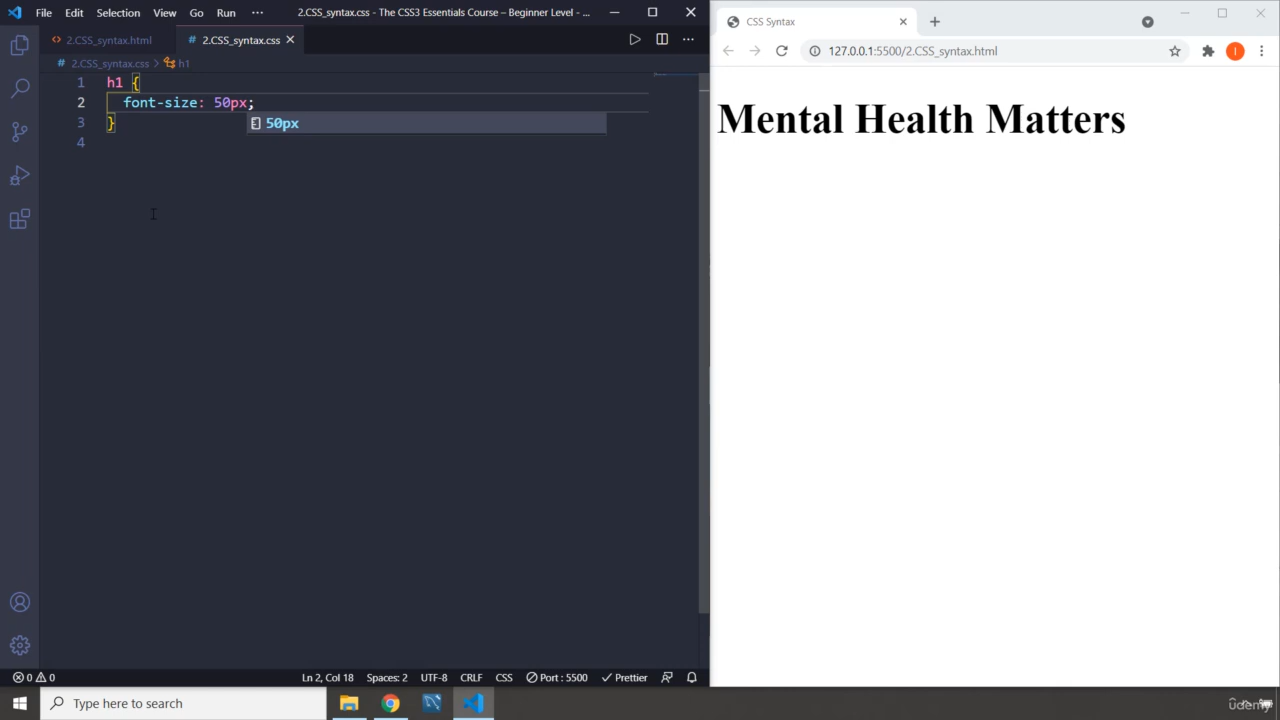 File Edit Selection View Go Run ··· 2.CSS_syntax.css - The CSS3 Essentials Course – Beginner Level - ...
2.CSS_syntax.html 2.CSS_syntax.css
2.CSS_syntax.css > h1
1 h1 {
2 font-size: 50px;
50px
3 }
4
0 0 Ln 2, Col 18 Spaces: 2 UTF-8 CRLF CSS Port : 5500 Prettier
CSS Syntax
127.0.0.1:5500/2.CSS_syntax.html
I
Mental Health Matters
Type here to search
udemy